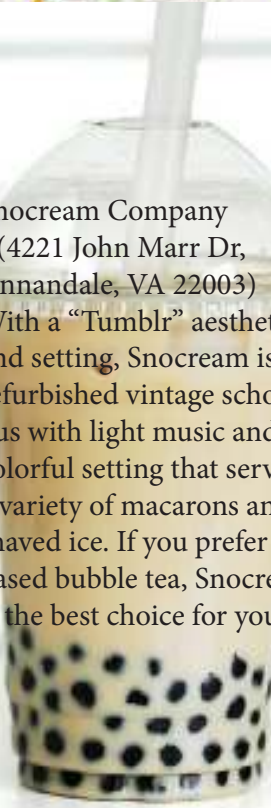 nocream Company
(4221 John Marr Dr,
nnandale, VA 22003)
With a “Tumblr” aesthet
nd setting, Snocream is
efurbished vintage scho
us with light music and
olorful setting that serv
variety of macarons an
haved ice. If you prefer
ased bubble tea, Snocre
the best choice for you